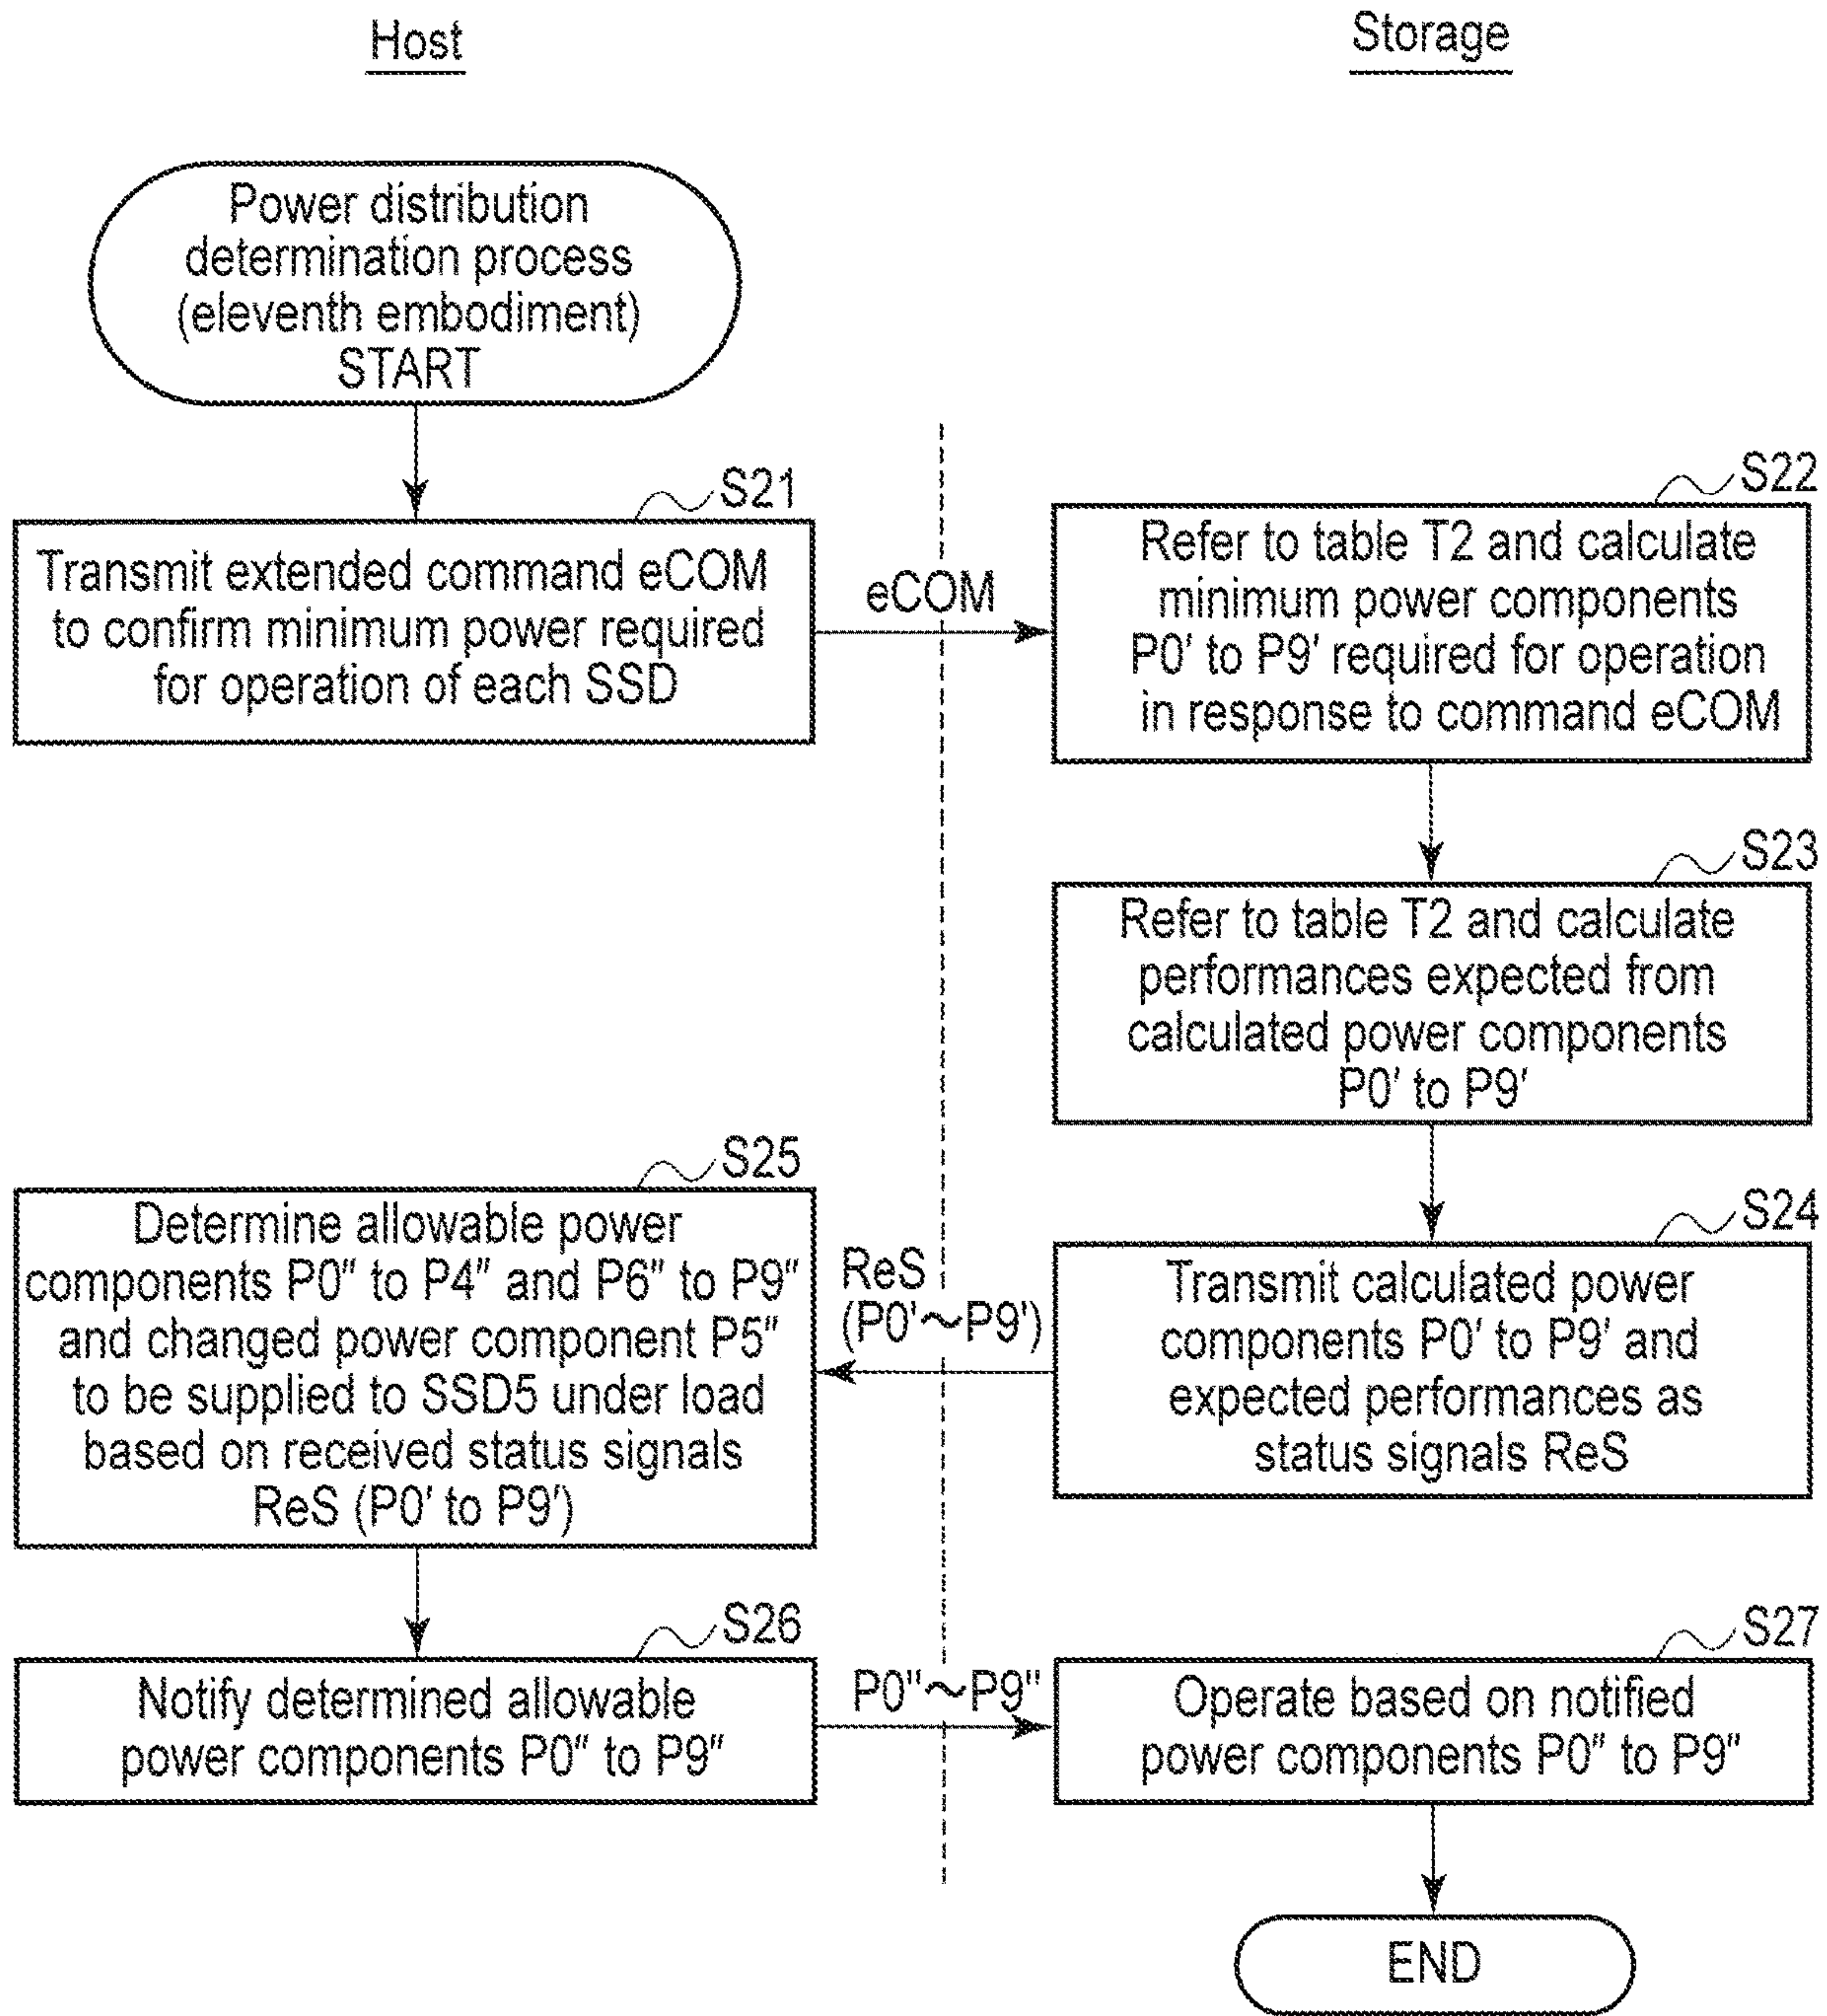 Host
Storage
Power distribution
determination process
(eleventh embodiment)
START
S21
Transmit extended command eCOM
to confirm minimum power required
for operation of each SSD
eCOM
S22
Refer to table T2 and calculate
minimum power components
P0′ to P9′ required for operation
in response to command eCOM
S23
Refer to table T2 and calculate
performances expected from
calculated power components
P0′ to P9′
S24
Transmit calculated power
components P0′ to P9′ and
expected performances as
status signals ReS
ReS
(P0'～P9')
S25
Determine allowable power
components P0″ to P4″ and P6″ to P9″
and changed power component P5″
to be supplied to SSD5 under load
based on received status signals
ReS (P0′ to P9′)
S26
Notify determined allowable
power components P0″ to P9″
P0"～P9"
S27
Operate based on notified
power components P0″ to P9″
END